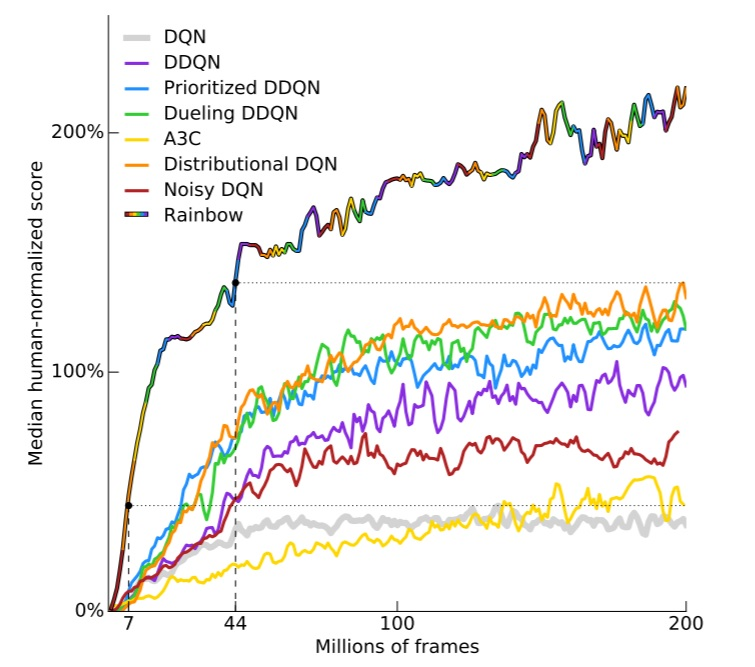 DQN
DDQN
Prioritized DDQN
Dueling DDQN
A3C
Distributional DQN
Noisy DQN
Rainbow
200%
100%
0%
Median human-normalized score
7
44
100
200
Millions of frames